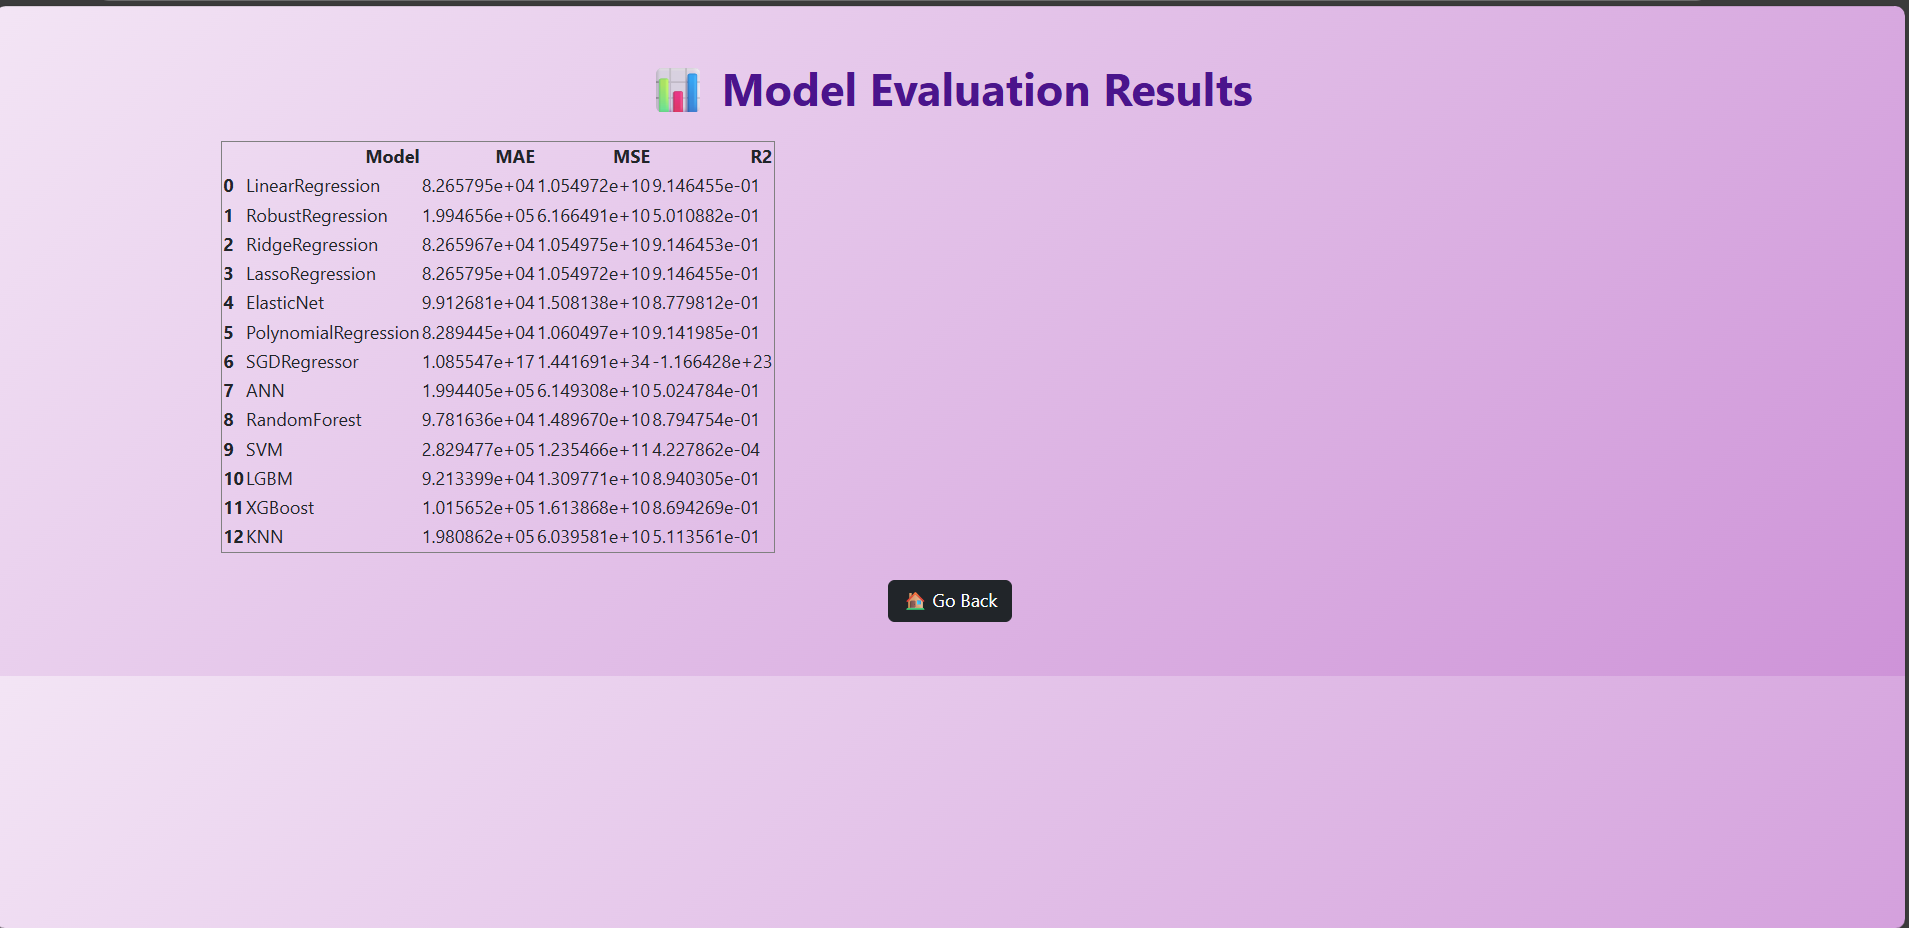 Model Evaluation Results
Model MAE MSE R2
0 LinearRegression 8.265795e+04 1.054972e+10 9.146455e-01
1 RobustRegression 1.994656e+05 6.166491e+10 5.010882e-01
2 RidgeRegression 8.265967e+04 1.054975e+10 9.146453e-01
3 LassoRegression 8.265795e+04 1.054972e+10 9.146455e-01
4 ElasticNet 9.912681e+04 1.508138e+10 8.779812e-01
5 PolynomialRegression 8.289445e+04 1.060497e+10 9.141985e-01
6 SGDRegressor 1.085547e+17 1.441691e+34 -1.166428e+23
7 ANN 1.994405e+05 6.149308e+10 5.024784e-01
8 RandomForest 9.781636e+04 1.489670e+10 8.794754e-01
9 SVM 2.829477e+05 1.235466e+11 4.227862e-04
10 LGBM 9.213399e+04 1.309771e+10 8.940305e-01
11 XGBoost 1.015652e+05 1.613868e+10 8.694269e-01
12 KNN 1.980862e+05 6.039581e+10 5.113561e-01
Go Back